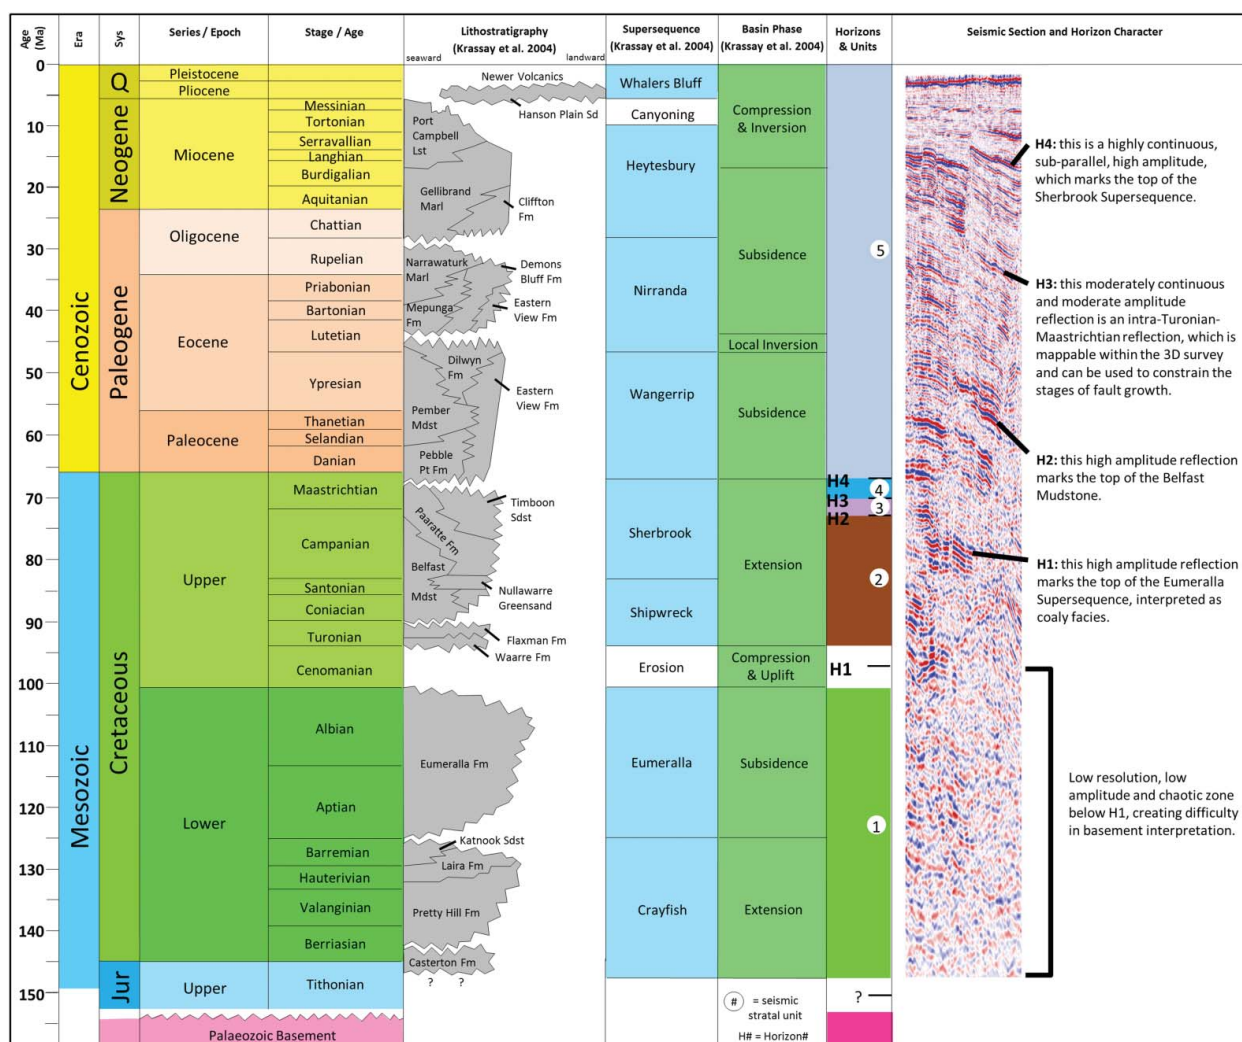 Age (Ma)
Era
Sys
Series / Epoch
Stage / Age
Lithostratigraphy
(Krassay et al. 2004)
seaward
landward
Supersequence
(Krassay et al. 2004)
Basin Phase
(Krassay et al. 2004)
Horizons
& Units
Seismic Section and Horizon Character
0
10
20
30
40
50
60
70
80
90
100
110
120
130
140
150
Cenozoic
Mesozoic
Q
Neogene
Paleogene
Cretaceous
Jur
Pleistocene
Pliocene
Miocene
Oligocene
Eocene
Paleocene
Upper
Lower
Upper
Palaeozoic Basement
Messinian
Tortonian
Serravallian
Langhian
Burdigalian
Aquitanian
Chattian
Rupelian
Priabonian
Bartonian
Lutetian
Ypresian
Thanetian
Selandian
Danian
Maastrichtian
Campanian
Santonian
Coniacian
Turonian
Cenomanian
Albian
Aptian
Barremian
Hauterivian
Valanginian
Berriasian
Tithonian
Newer Volcanics
Hanson Plain Sd
Port
Campbell
Lst
Gellibrand
Marl
Cliffton
Fm
Narrawaturk
Marl
Demons
Bluff Fm
Mepunga
Fm
Eastern
View Fm
Dilwyn
Fm
Eastern
View Fm
Pember
Mdst
Pebble
Pt Fm
Timboon
Sdst
Paaratte Fm
Belfast
Mdst
Nullawarre
Greensand
Flaxman Fm
Waarre Fm
Eumeralla Fm
Katnook Sdst
Laira Fm
Pretty Hill Fm
Casterton Fm
? ?
Whalers Bluff
Canyoning
Heytesbury
Nirranda
Wangerrip
Sherbrook
Shipwreck
Erosion
Eumeralla
Crayfish
Compression
& Inversion
Subsidence
Local Inversion
Subsidence
Extension
Compression
& Uplift
Subsidence
Extension
# = seismic
stratal unit
H# = Horizon#
5
H4
4
H3
3
H2
2
H1
1
?
H4: this is a highly continuous,
sub-parallel, high amplitude,
which marks the top of the
Sherbrook Supersequence.
H3: this moderately continuous
and moderate amplitude
reflection is an intra-Turonian-
Maastrichtian reflection, which is
mappable within the 3D survey
and can be used to constrain the
stages of fault growth.
H2: this high amplitude reflection
marks the top of the Belfast
Mudstone.
H1: this high amplitude reflection
marks the top of the Eumeralla
Supersequence, interpreted as
coaly facies.
Low resolution, low
amplitude and chaotic zone
below H1, creating difficulty
in basement interpretation.